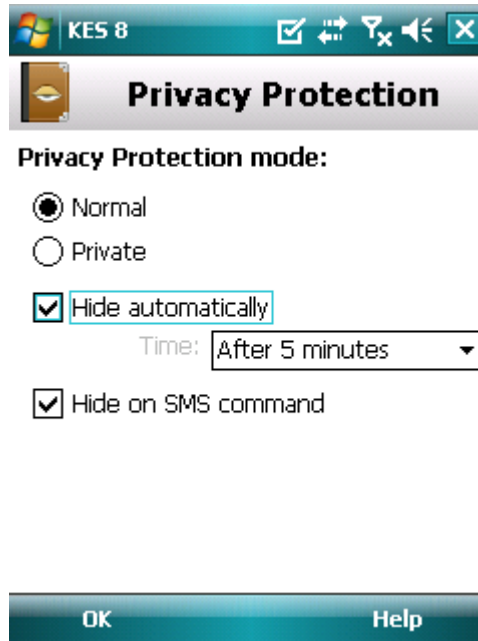 KES 8
Privacy Protection
Privacy Protection mode:
Normal
Private
Hide automatically
Time: After 5 minutes
Hide on SMS command
OK Help